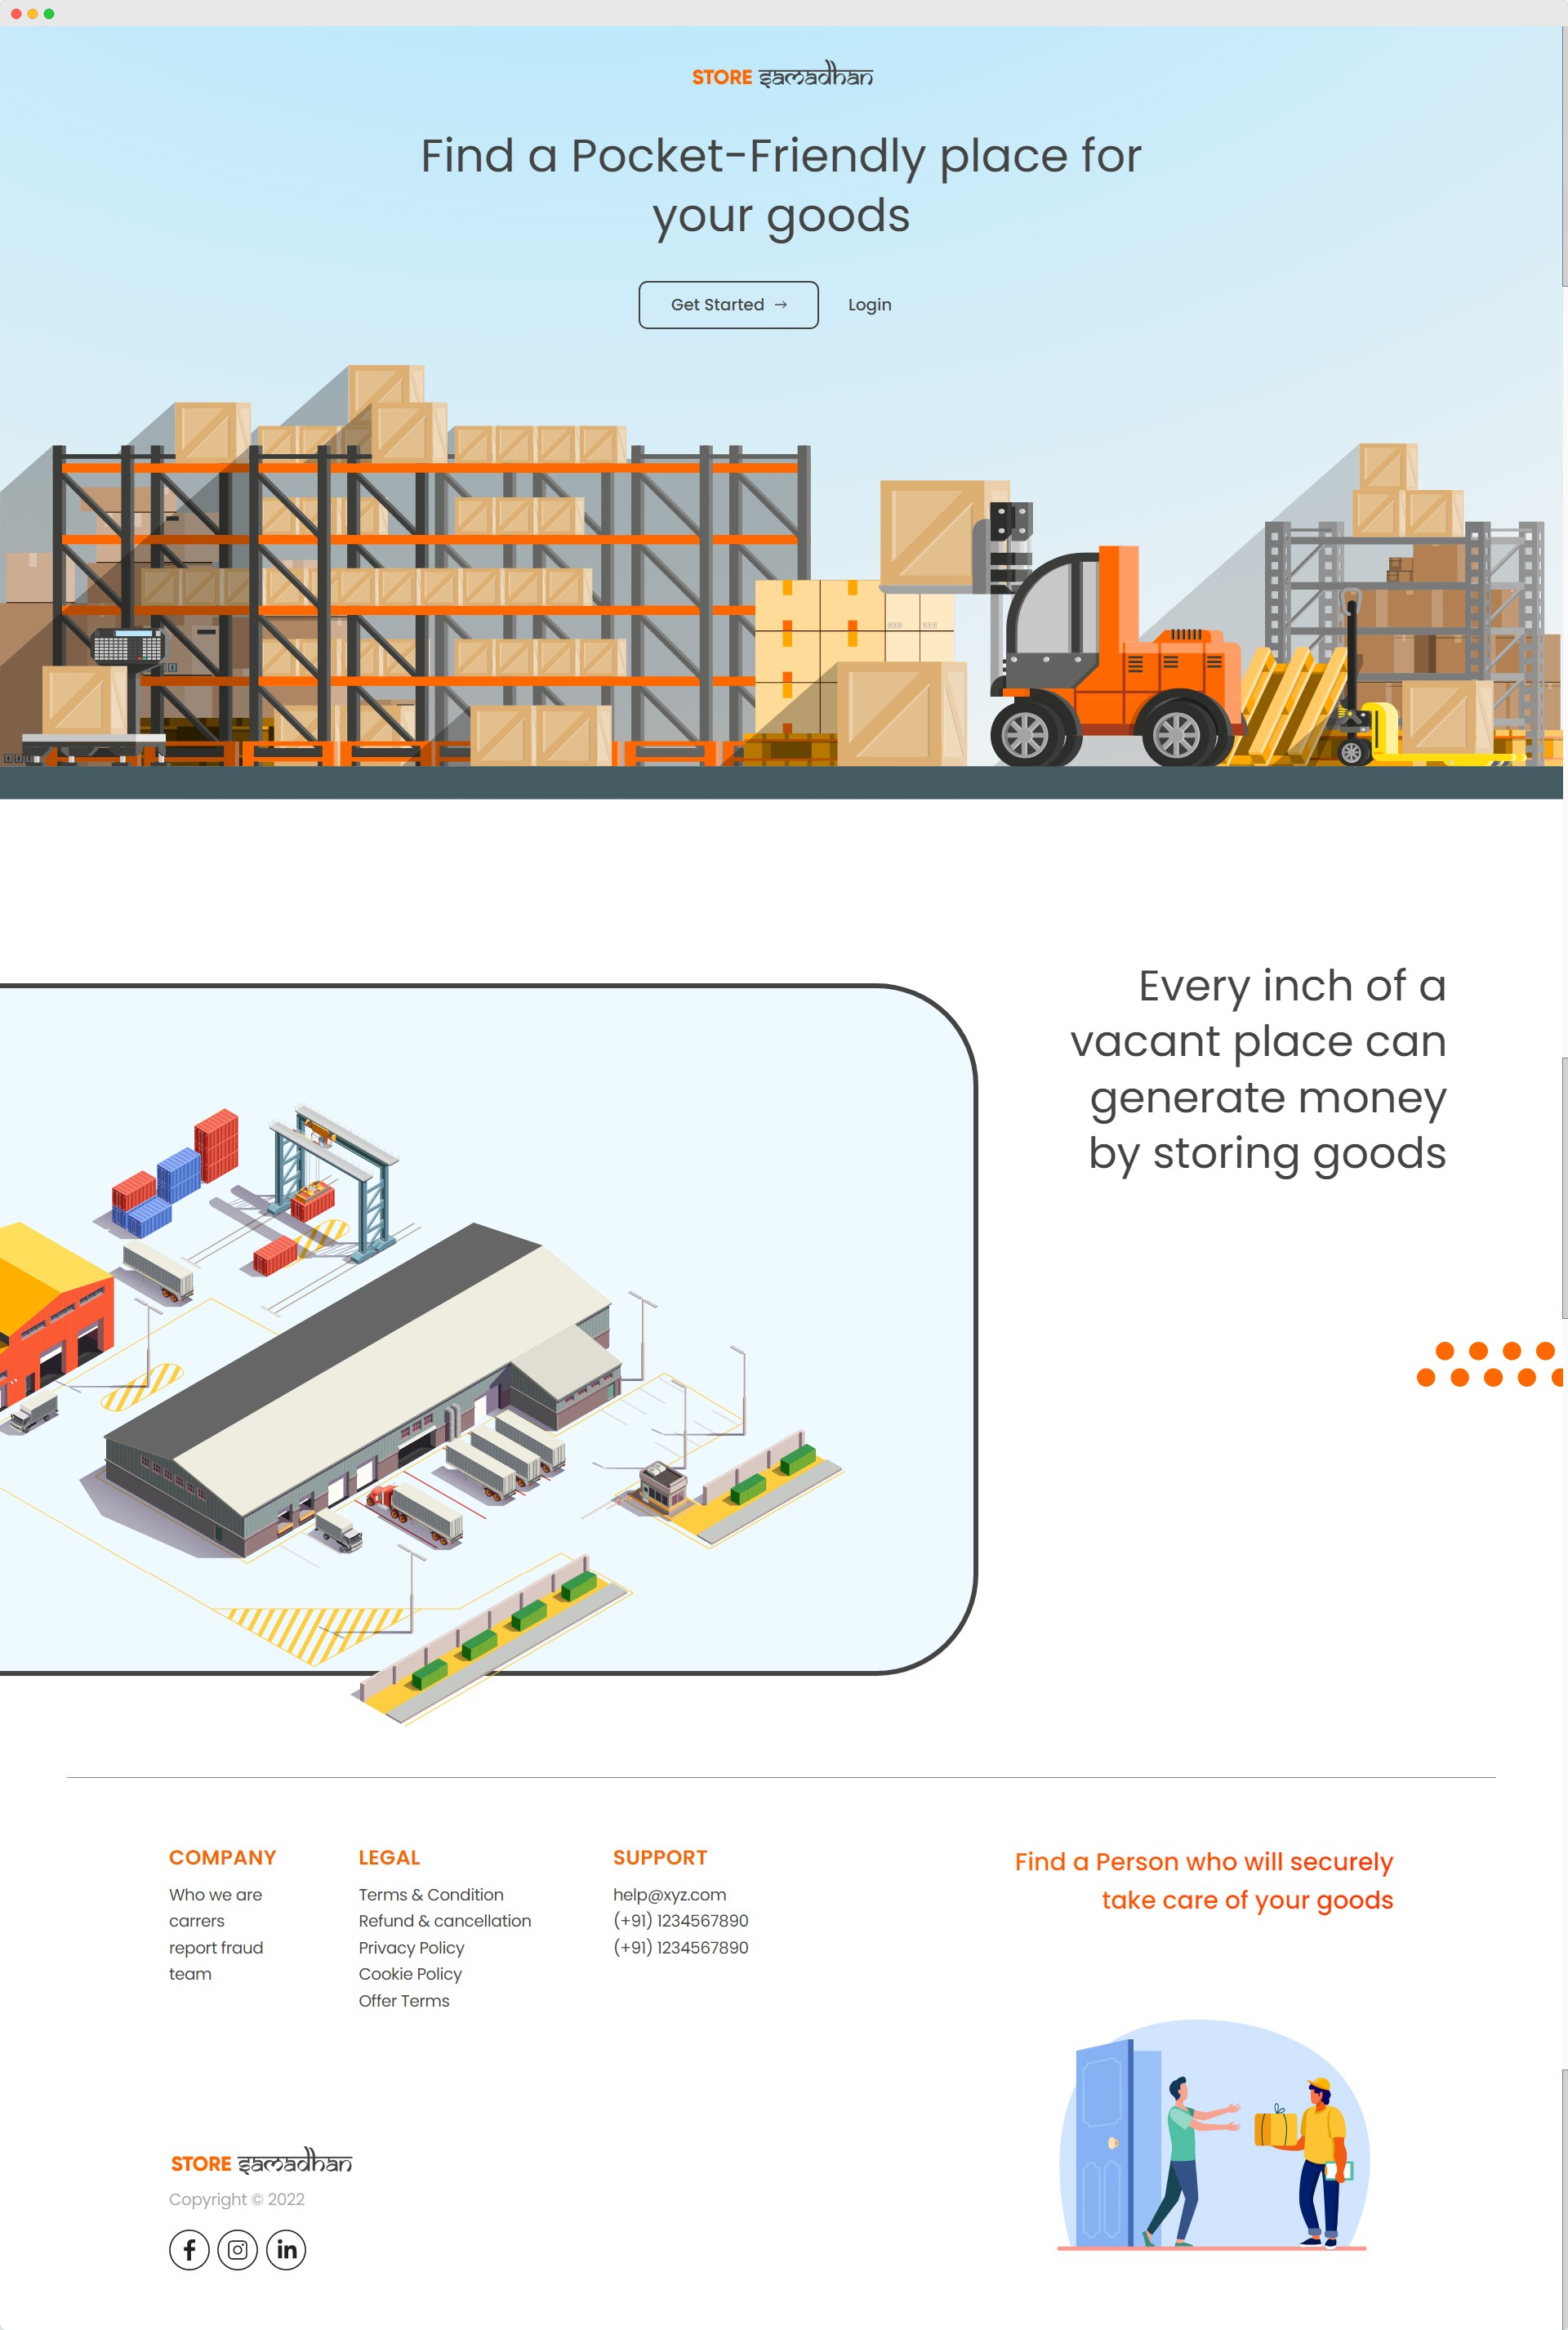 STORE samadhan
Find a Pocket-Friendly place for
your goods
Get Started →
Login
Every inch of a
vacant place can
generate money
by storing goods
COMPANY
Who we are
carrers
report fraud
team
LEGAL
Terms & Condition
Refund & cancellation
Privacy Policy
Cookie Policy
Offer Terms
SUPPORT
help@xyz.com
(+91) 1234567890
(+91) 1234567890
Find a Person who will securely
take care of your goods
STORE samadhan
Copyright © 2022